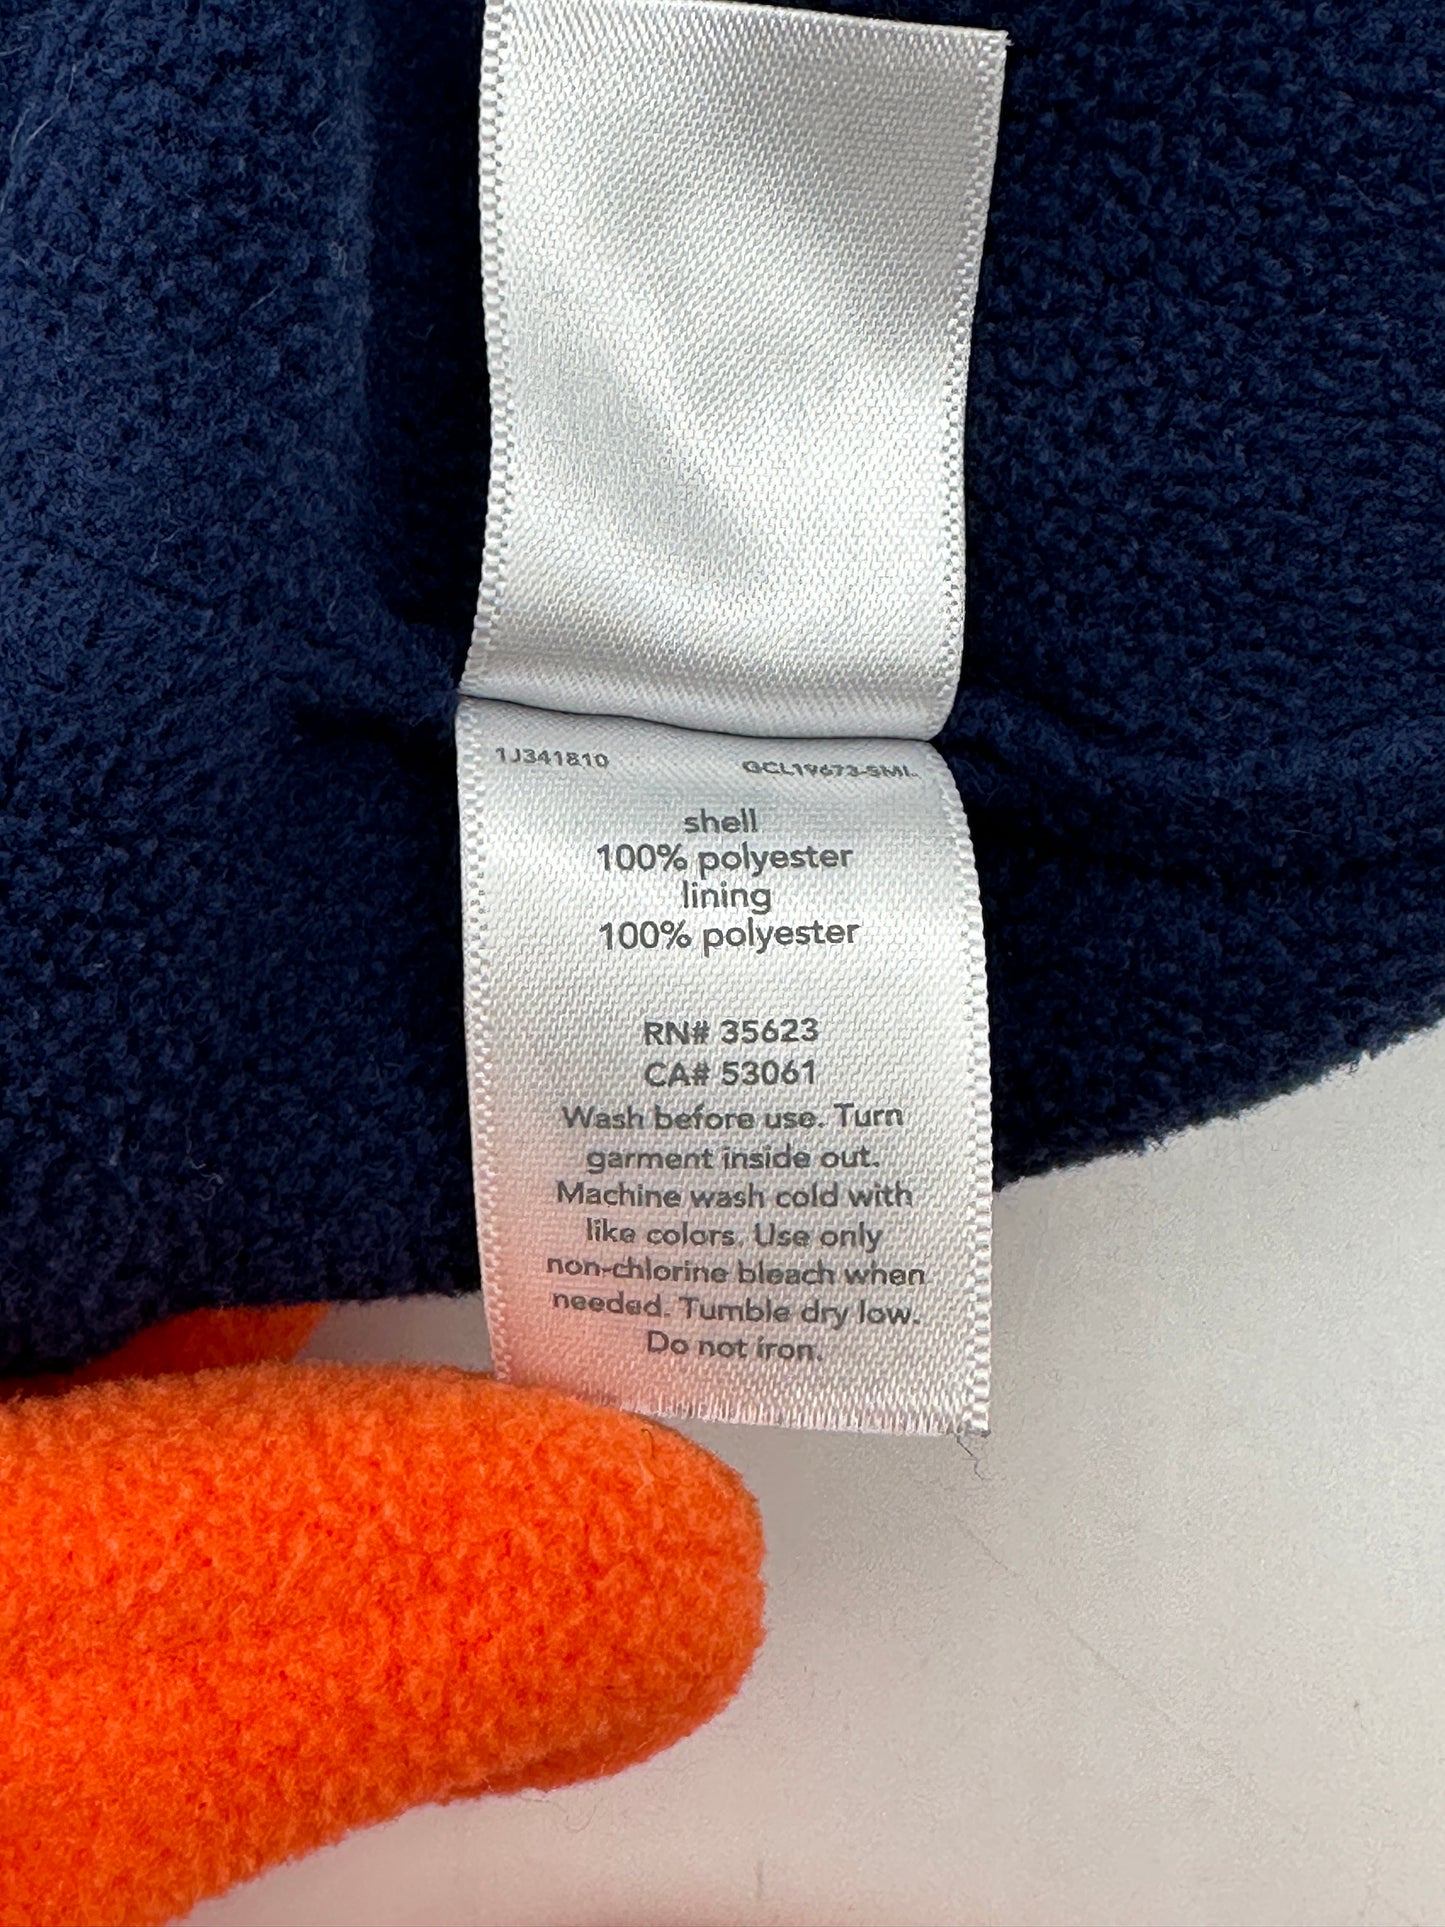 1J341810 GCL19673-SML
shell
100% polyester
lining
100% polyester
RN# 35623
CA# 53061
Wash before use. Turn
garment inside out.
Machine wash cold with
like colors. Use only
non-chlorine bleach when
needed. Tumble dry low.
Do not iron.